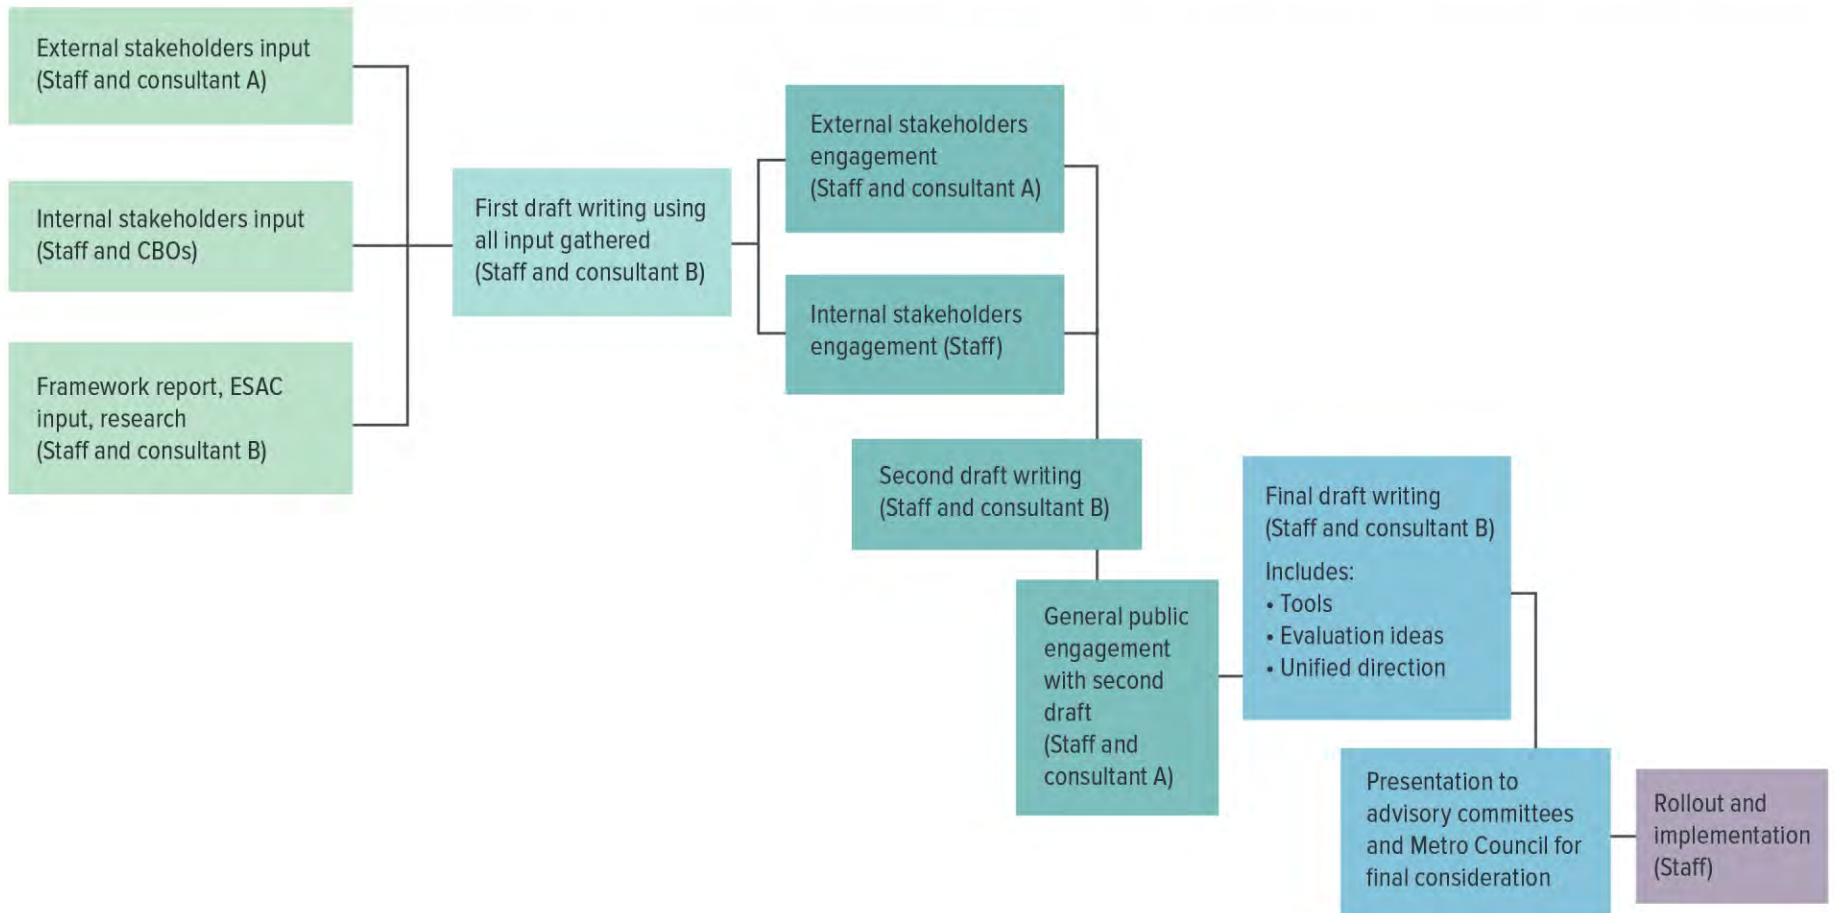 External stakeholders input
(Staff and consultant A)
Internal stakeholders input
(Staff and CBOs)
Framework report, ESAC
input, research
(Staff and consultant B)
First draft writing using
all input gathered
(Staff and consultant B)
External stakeholders
engagement
(Staff and consultant A)
Internal stakeholders
engagement (Staff)
Second draft writing
(Staff and consultant B)
General public
engagement
with second
draft
(Staff and
consultant A)
Final draft writing
(Staff and consultant B)
Includes:
• Tools
• Evaluation ideas
• Unified direction
Presentation to
advisory committees
and Metro Council for
final consideration
Rollout and
implementation
(Staff)